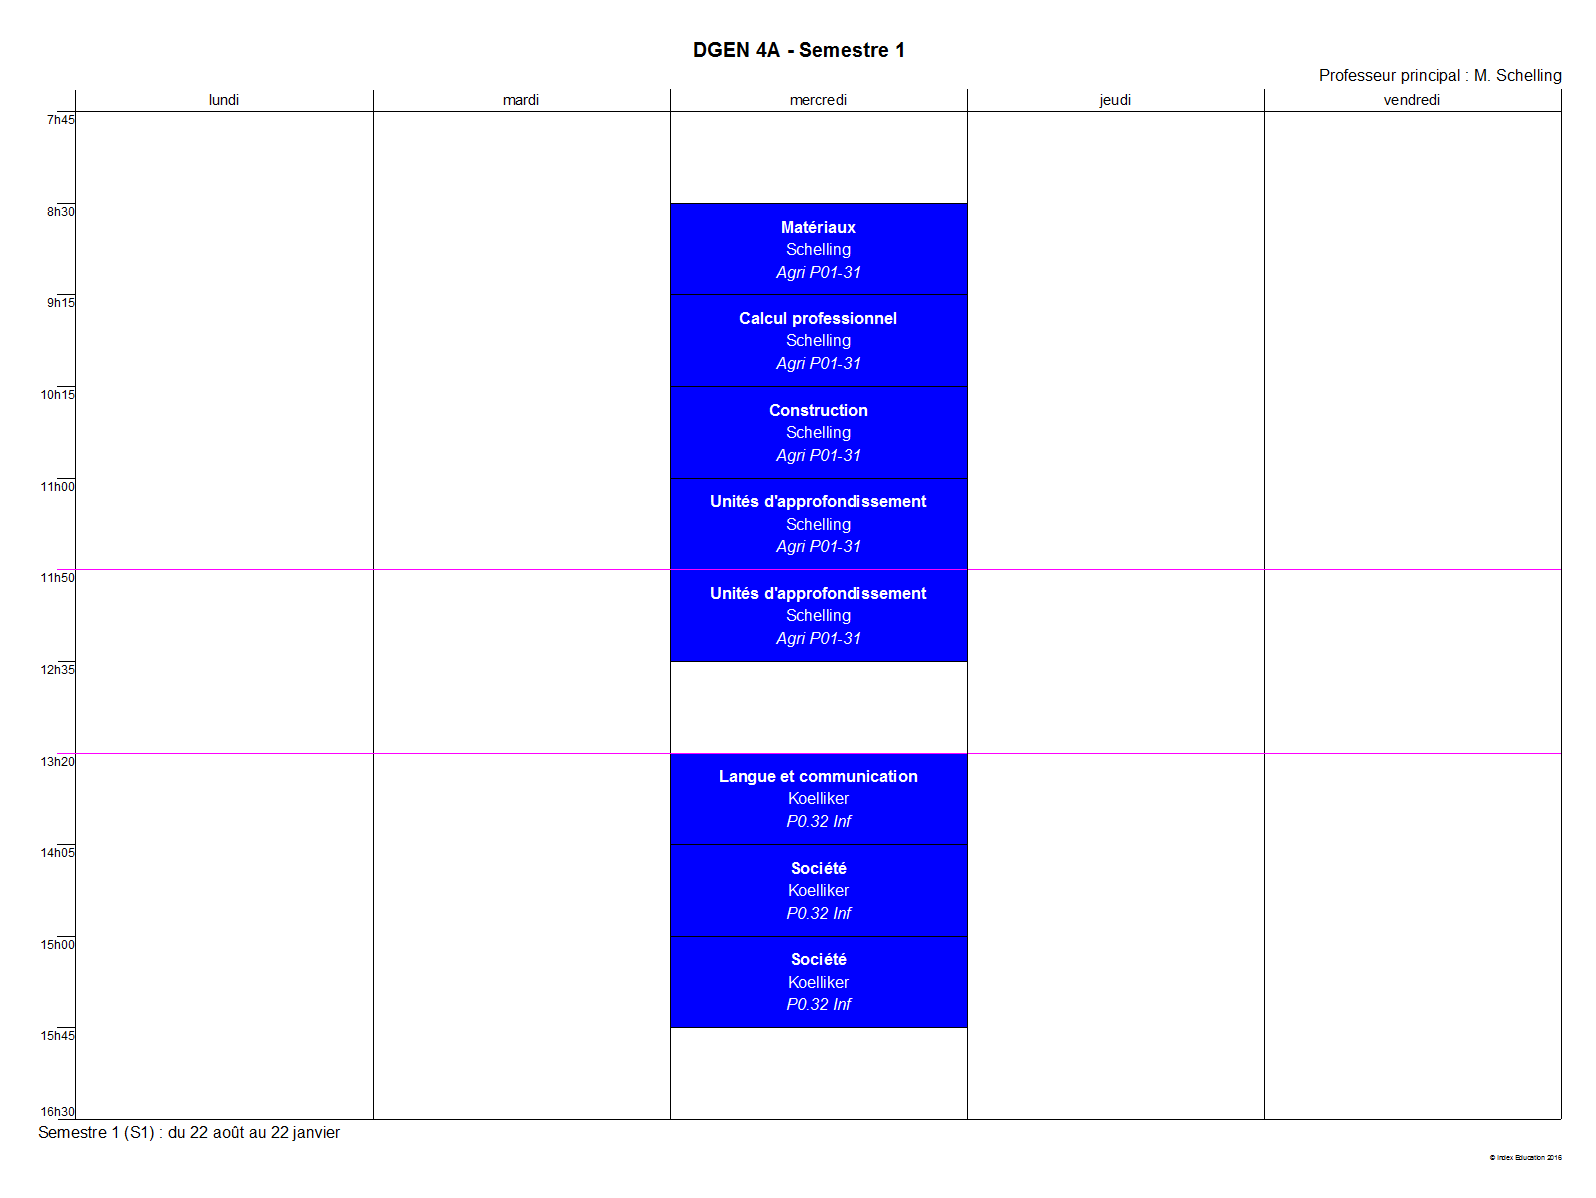 DGEN 4A - Semestre 1
Professeur principal : M. Schelling
lundi mardi mercredi jeudi vendredi
7h45
8h30
Matériaux
Schelling
Agri P01-31
9h15
Calcul professionnel
Schelling
Agri P01-31
10h15
Construction
Schelling
Agri P01-31
11h00
Unités d'approfondissement
Schelling
Agri P01-31
11h50
Unités d'approfondissement
Schelling
Agri P01-31
12h35
13h20
Langue et communication
Koelliker
P0.32 Inf
14h05
Société
Koelliker
P0.32 Inf
15h00
Société
Koelliker
P0.32 Inf
15h45
16h30
Semestre 1 (S1) : du 22 août au 22 janvier
© Index Education 2016